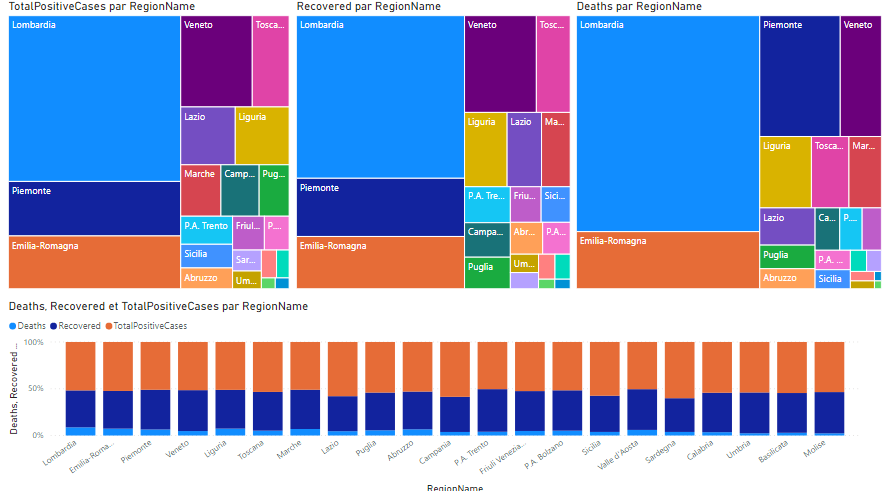 TotalPositiveCases par RegionName
Lombardia
Veneto
Tosca...
Lazio
Liguria
Marche
Camp...
Pug...
Piemonte
P.A. Trento
Friul...
P....
Emilia-Romagna
Sicilia
Sar...
Abruzzo
Um...
Recovered par RegionName
Lombardia
Veneto
Tosc...
Liguria
Lazio
Ma...
Piemonte
P.A. Tre...
Friu...
Sici...
Campa...
Abr...
P.A...
Emilia-Romagna
Puglia
Um...
Deaths par RegionName
Lombardia
Piemonte
Veneto
Liguria
Tosca...
Mar...
Lazio
Ca...
P....
Emilia-Romagna
Puglia
P.A. ...
Abruzzo
Sicilia
Deaths, Recovered et TotalPositiveCases par RegionName
Deaths Recovered TotalPositiveCases
Deaths, Recovered ...
100%
50%
0%
Lombardia
Emilia-Roma...
Piemonte
Veneto
Liguria
Toscana
Marche
Lazio
Puglia
Abruzzo
Campania
P.A. Trento
Friuli Venezia...
P.A. Bolzano
Sicilia
Valle d'Aosta
Sardegna
Calabria
Umbria
Basilicata
Molise
RegionName